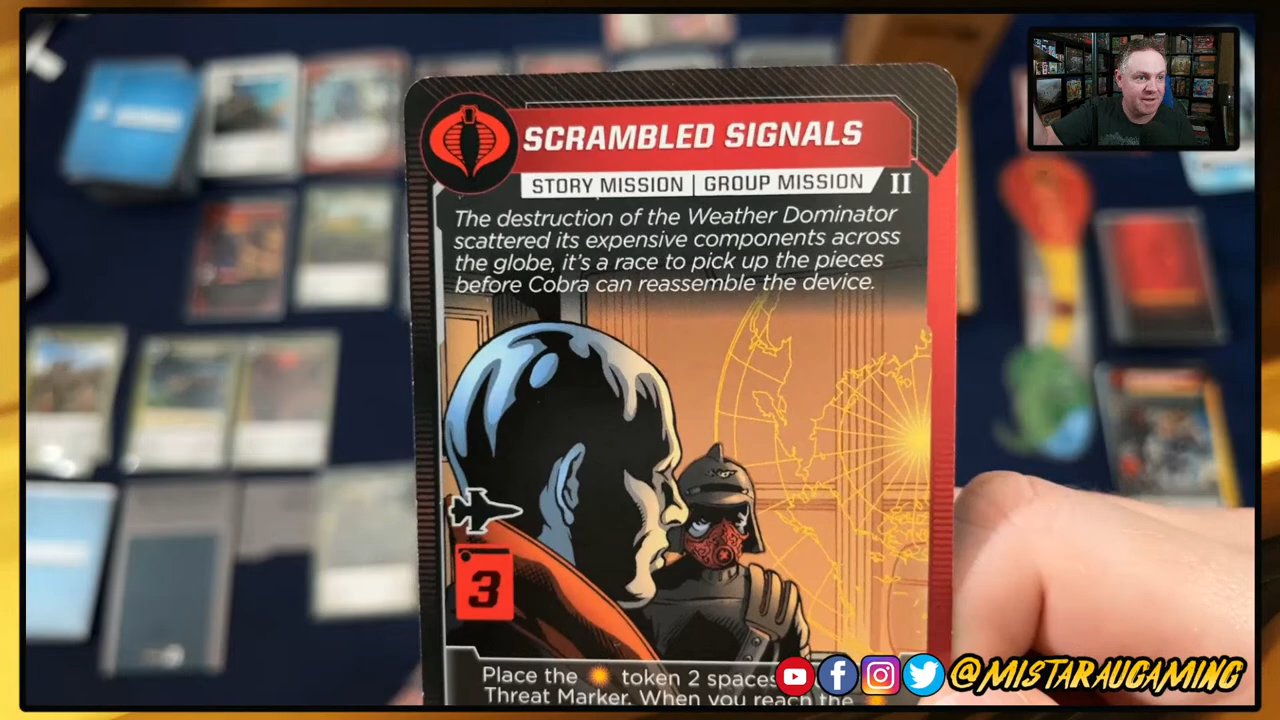 SCRAMBLED SIGNALS
STORY MISSION | GROUP MISSION II
The destruction of the Weather Dominator
scattered its expensive components across
the globe, it's a race to pick up the pieces
before Cobra can reassemble the device.
3
Place the token 2 spaces
Threat Marker. When you reach the
@MISTARAUGAMING